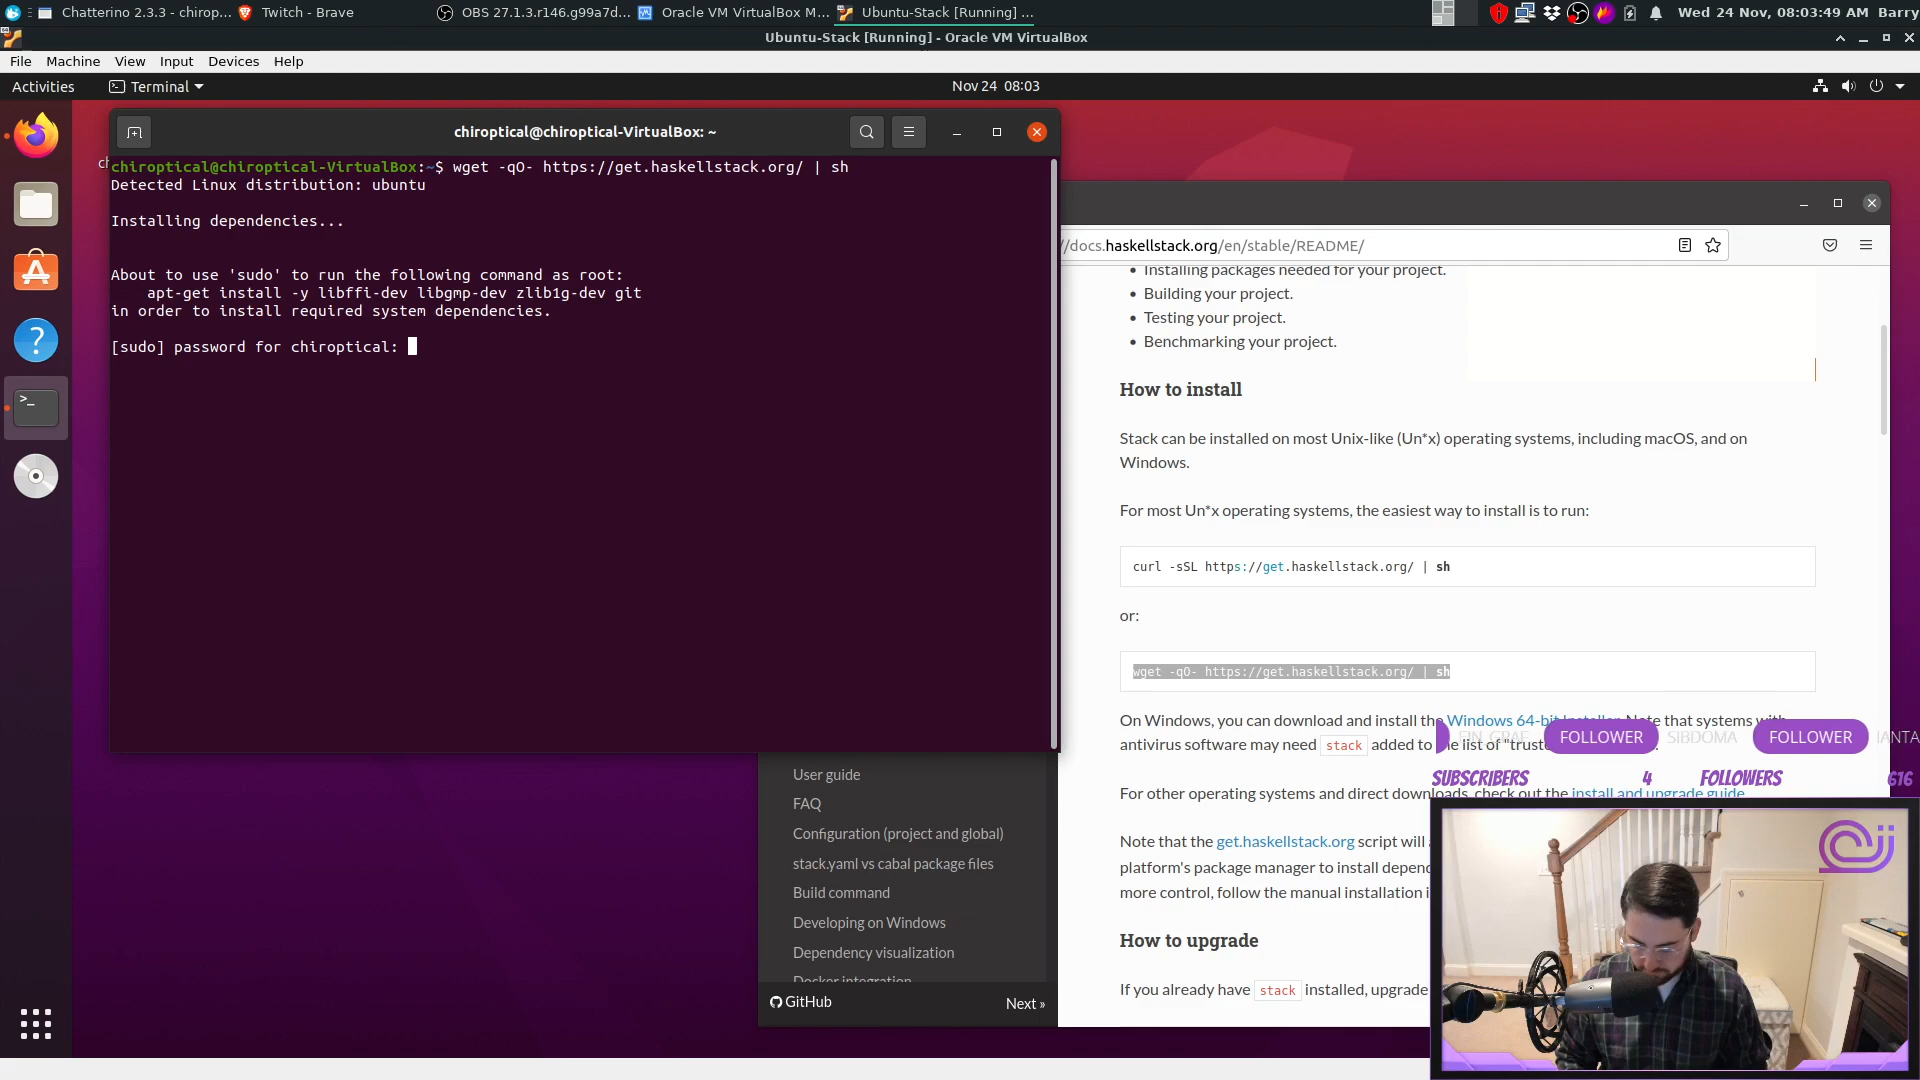 Chatterino 2.3.3 - chirop...
Twitch - Brave
OBS 27.1.3.r146.g99a7d...
Oracle VM VirtualBox M...
Ubuntu-Stack [Running] ...
Wed 24 Nov, 08:03:49 AM
Barry
Ubuntu-Stack [Running] - Oracle VM VirtualBox
File Machine View Input Devices Help
Activities
Terminal
Nov 24 08:03
chiroptical@chiroptical-VirtualBox: ~
chiroptical@chiroptical-VirtualBox:~$ wget -qO- https://get.haskellstack.org/ | sh
Detected Linux distribution: ubuntu
Installing dependencies...
About to use 'sudo' to run the following command as root:
apt-get install -y libffi-dev libgmp-dev zlib1g-dev git
in order to install required system dependencies.
[sudo] password for chiroptical:
//docs.haskellstack.org/en/stable/README/
Installing packages needed for your project.
Building your project.
Testing your project.
Benchmarking your project.
How to install
Stack can be installed on most Unix-like (Un*x) operating systems, including macOS, and on
Windows.
For most Un*x operating systems, the easiest way to install is to run:
curl -sSL https://get.haskellstack.org/ | sh
or:
wget -qO- https://get.haskellstack.org/ | sh
On Windows, you can download and install the Windows 64-bit Installer. Note that systems with
antivirus software may need stack added to the list of "trusted
FOLLOWER SIBDOMA FOLLOWER
SUBSCRIBERS 4 FOLLOWERS 616
For other operating systems and direct downloads, check out the install and upgrade guide.
Note that the get.haskellstack.org script will
platform's package manager to install
more control, follow the manual installation
How to upgrade
If you already have stack installed, upgrade
User guide
FAQ
Configuration (project and global)
stack.yaml vs cabal package files
Build command
Developing on Windows
Dependency visualization
Docker integration
GitHub
Next »